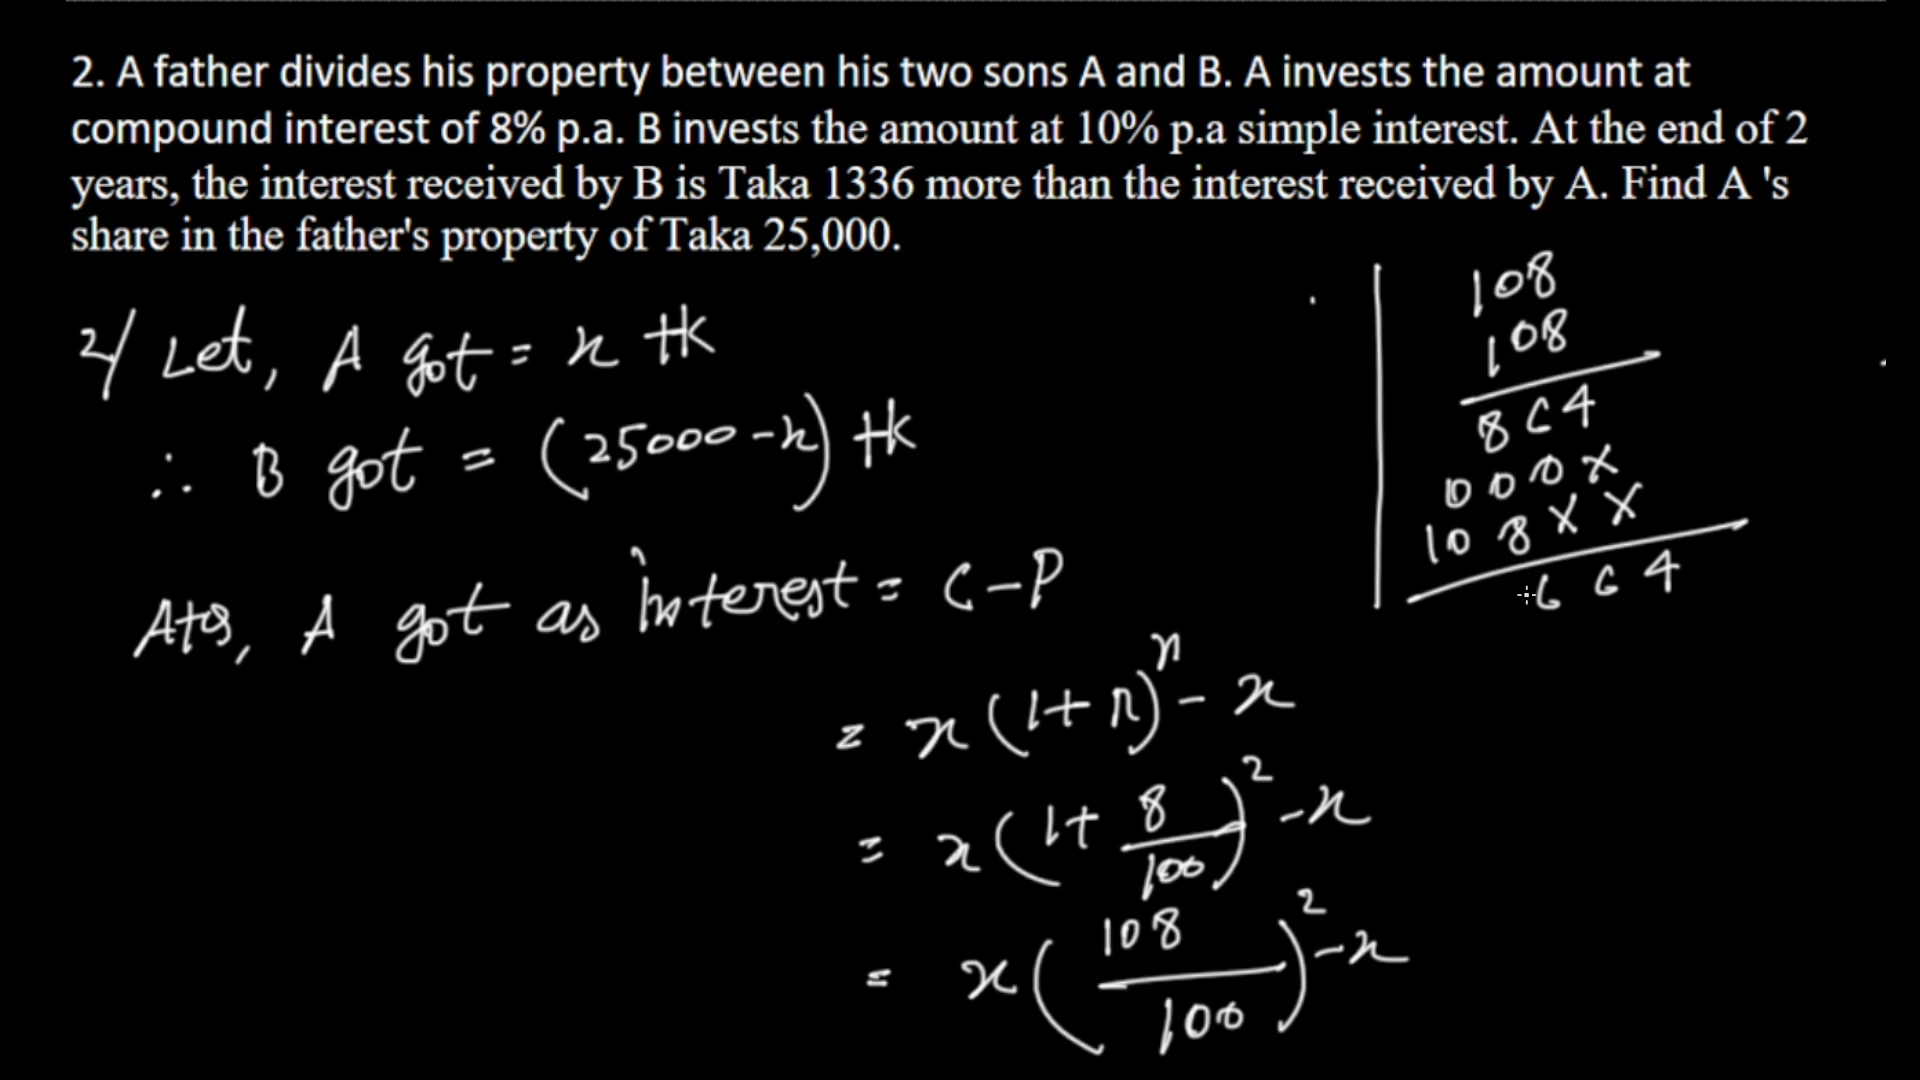 2. A father divides his property between his two sons A and B. A invests the amount at
compound interest of 8% p.a. B invests the amount at 10% p.a simple interest. At the end of 2
years, the interest received by B is Taka 1336 more than the interest received by A. Find A 's
share in the father's property of Taka 25,000.
2/ Let, A got = x tk
∴ B got = (25000-x) tk
Atq, A got as interest = C-P
= x(1+r)^n - x
= x(1+ 8/100)^2 - x
= x(108/100)^2 - x
108
108
864
000x
108xx
664